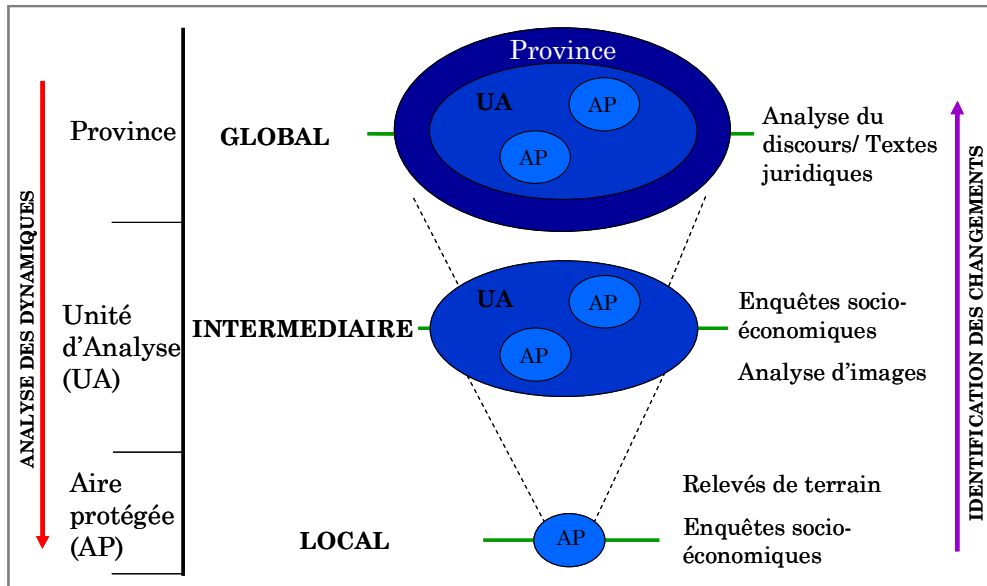 ANALYSE DES DYNAMIQUES
Province
GLOBAL
Province
UA
AP
AP
Analyse du
discours/ Textes
juridiques
Unité
d'Analyse
(UA)
INTERMEDIAIRE
UA
AP
AP
Enquêtes socio-
économiques
Analyse d'images
Aire
protégée
(AP)
LOCAL
AP
Relevés de terrain
Enquêtes socio-
économiques
IDENTIFICATION DES CHANGEMENTS